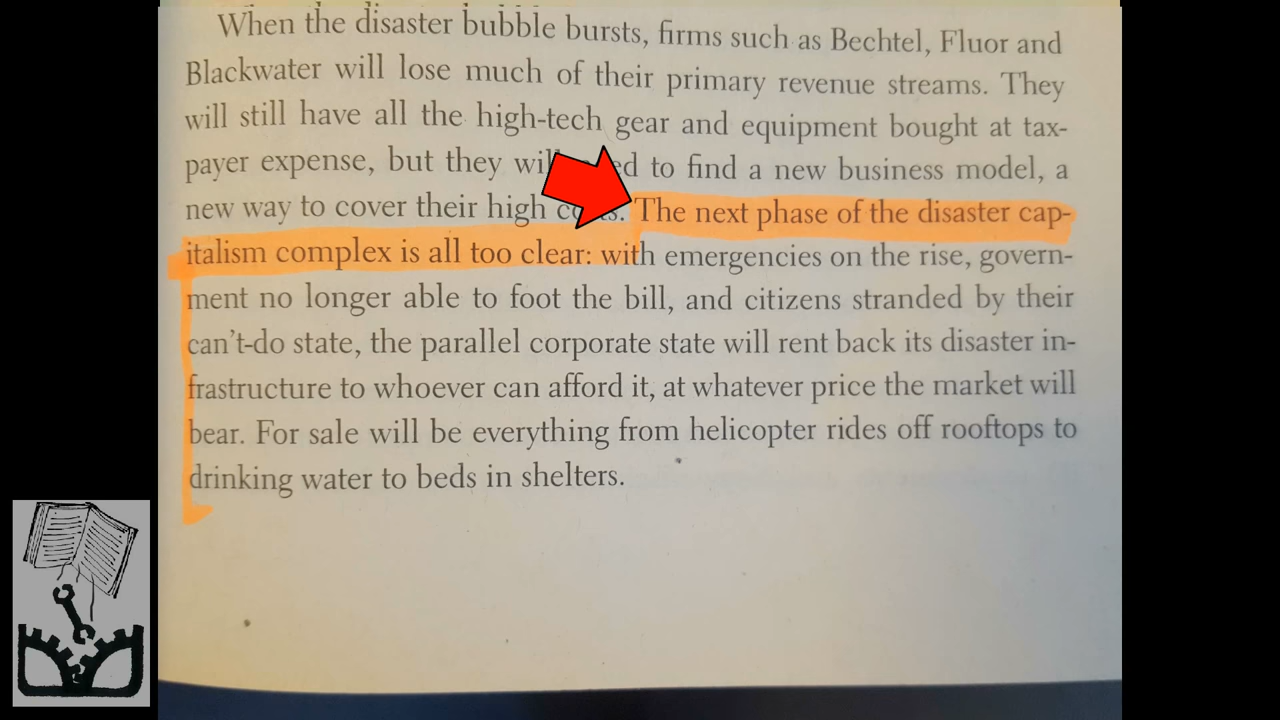 When the disaster bubble bursts, firms such as Bechtel, Fluor and
Blackwater will lose much of their primary revenue streams. They
will still have all the high-tech gear and equipment bought at tax-
payer expense, but they will to find a new business model, a
new way to cover their high The next phase of the disaster cap-
italism complex is all too clear: with emergencies on the rise, govern-
ment no longer able to foot the bill, and citizens stranded by their
can't-do state, the parallel corporate state will rent back its disaster in-
frastructure to whoever can afford it, at whatever price the market will
bear. For sale will be everything from helicopter rides off rooftops to
drinking water to beds in shelters.